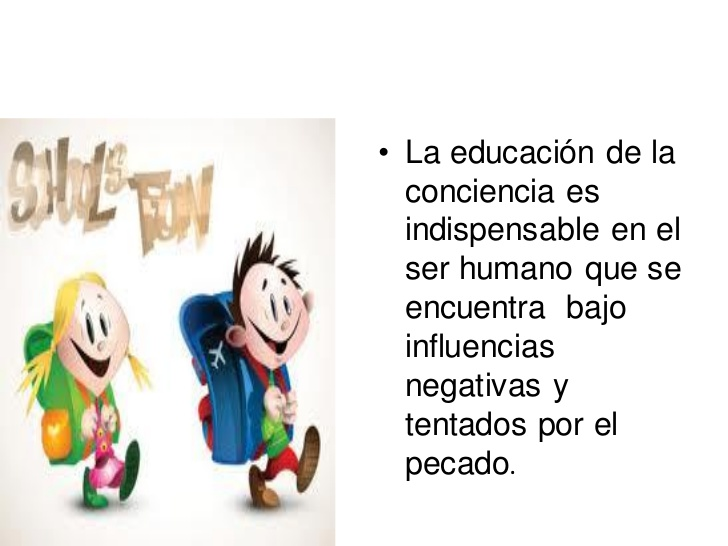 SCHOOL'S
FUN
• La educación de la
conciencia es
indispensable en el
ser humano que se
encuentra bajo
influencias
negativas y
tentados por el
pecado.